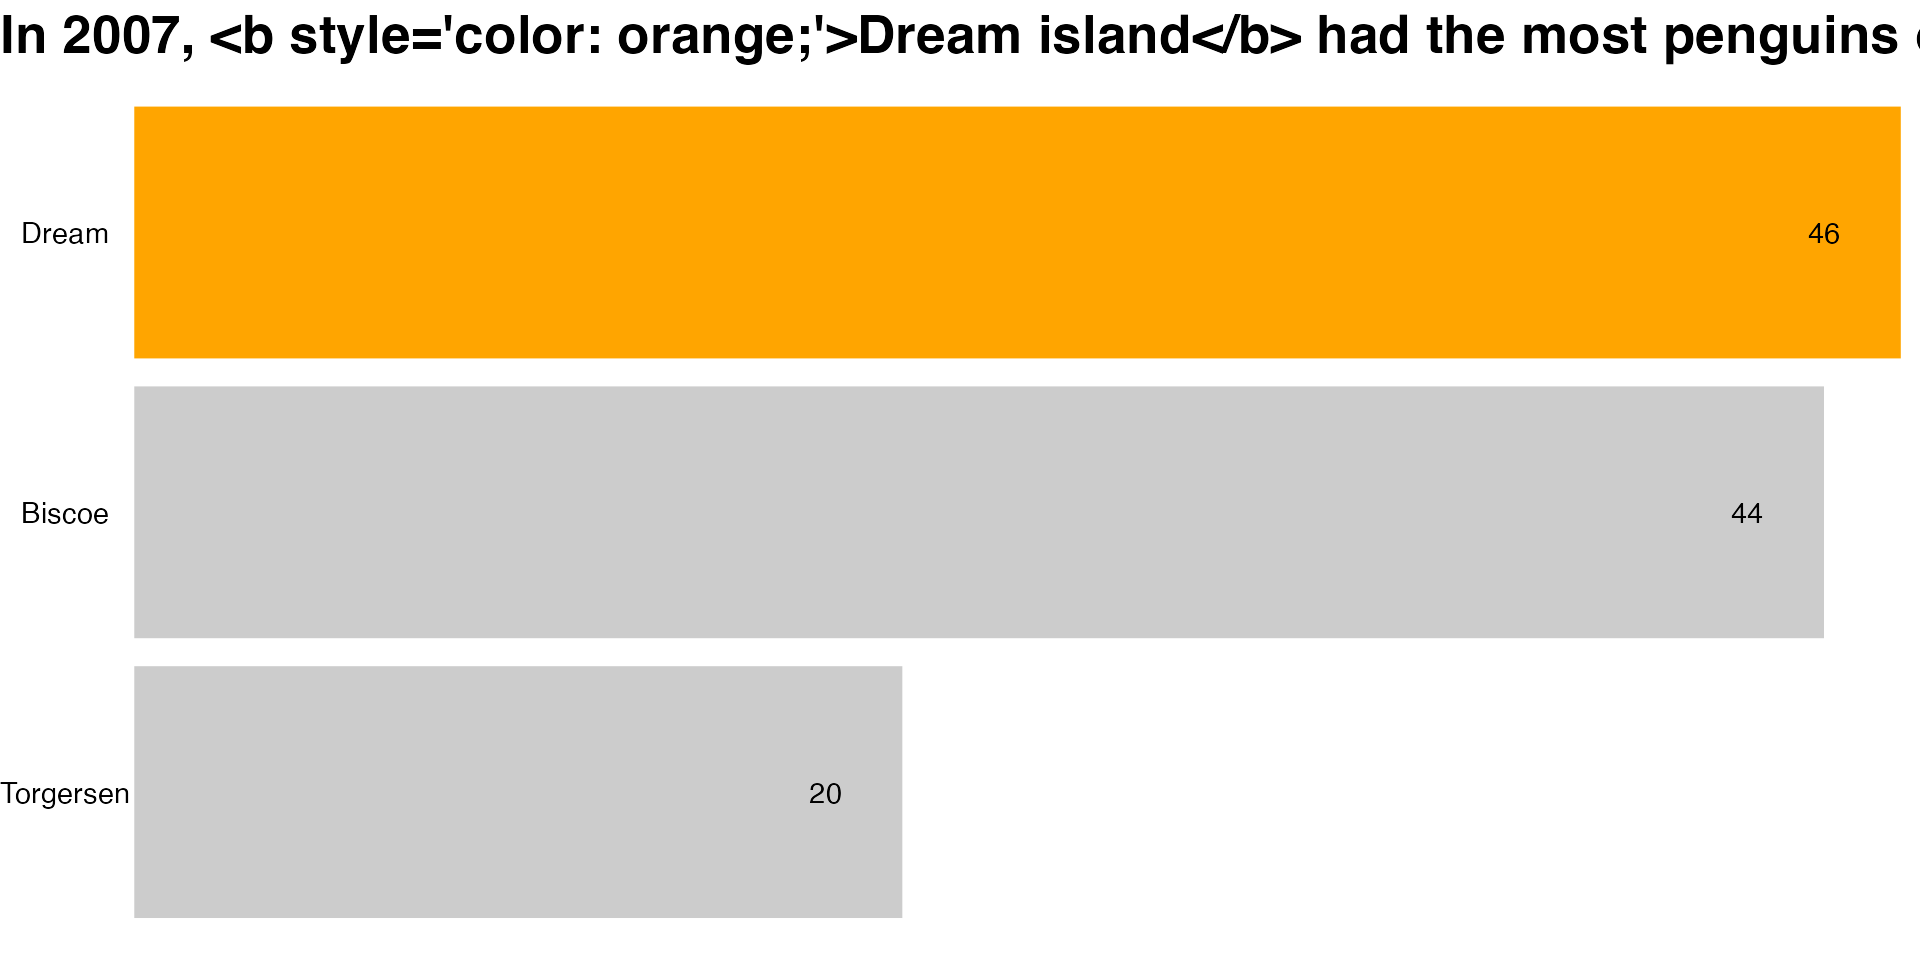 In 2007, <b style='color: orange;'>Dream island</b> had the most penguins
Dream
46
Biscoe
44
Torgersen
20